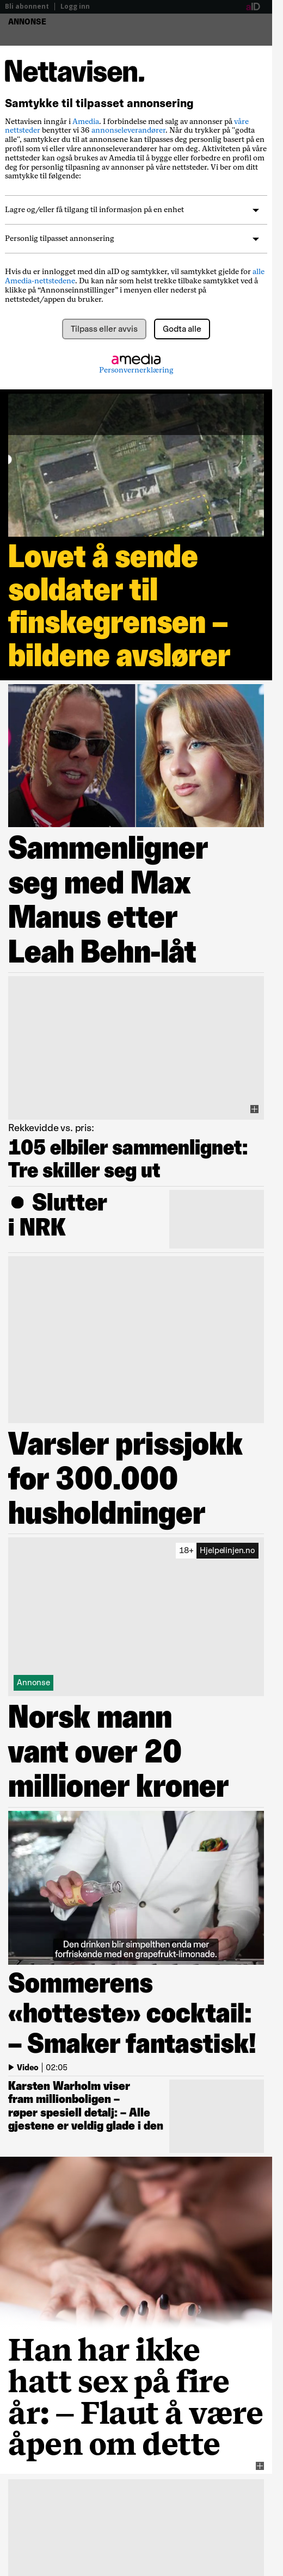 Bli abonnent | Logg inn
aID
ANNONSE
Nettavisen.
Samtykke til tilpasset annonsering
Nettavisen inngår i Amedia. I forbindelse med salg av annonser på våre
nettsteder benytter vi 36 annonseleverandører. Når du trykker på "godta
alle", samtykker du til at annonsene kan tilpasses deg personlig basert på en
profil som vi eller våre annonseleverandører har om deg. Aktiviteten på våre
nettsteder kan også brukes av Amedia til å bygge eller forbedre en profil om
deg for personlig tilpasning av annonser på våre nettsteder. Vi ber om ditt
samtykke til følgende:
Lagre og/eller få tilgang til informasjon på en enhet
Personlig tilpasset annonsering
Hvis du er innlogget med din aID og samtykker, vil samtykket gjelde for alle
Amedia-nettstedene. Du kan når som helst trekke tilbake samtykket ved å
klikke på "Annonseinnstillinger" i menyen eller nederst på
nettstedet/appen du bruker.
Tilpass eller avvis
Godta alle
amedia
Personvernerklæring
Lovet å sende
soldater til
finskegrensen –
bildene avslører
Sammenligner
seg med Max
Manus etter
Leah Behn-låt
Rekkevidde vs. pris:
105 elbiler sammenlignet:
Tre skiller seg ut
● Slutter
i NRK
Varsler prissjokk
for 300.000
husholdninger
18+ Hjelpelinjen.no
Annonse
Norsk mann
vant over 20
millioner kroner
Den drinken blir simpelthen enda mer
forfriskende med en grapefrukt-limonade.
Sommerens
«hotteste» cocktail:
– Smaker fantastisk!
Video | 02:05
Karsten Warholm viser
fram millionboligen –
røper spesiell detalj: – Alle
gjestene er veldig glade i den
Han har ikke
hatt sex på fire
år: – Flaut å være
åpen om dette